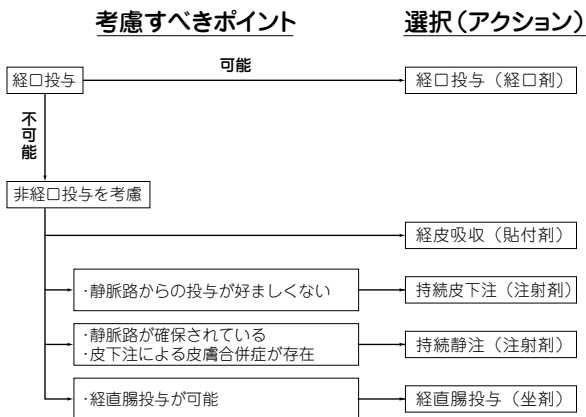 考慮すべきポイント
選択（アクション）
経口投与
可能
経口投与（経口剤）
不可能
非経口投与を考慮
経皮吸収（貼付剤）
・静脈路からの投与が好ましくない
持続皮下注（注射剤）
・静脈路が確保されている
・皮下注による皮膚合併症が存在
持続静注（注射剤）
・経直腸投与が可能
経直腸投与（坐剤）